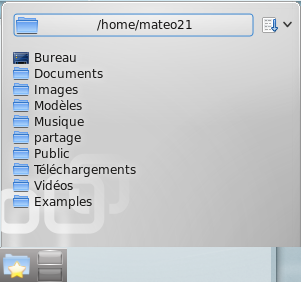 /home/mateo21
Bureau
Documents
Images
Modèles
Musique
partage
Public
Téléchargements
Vidéos
Examples